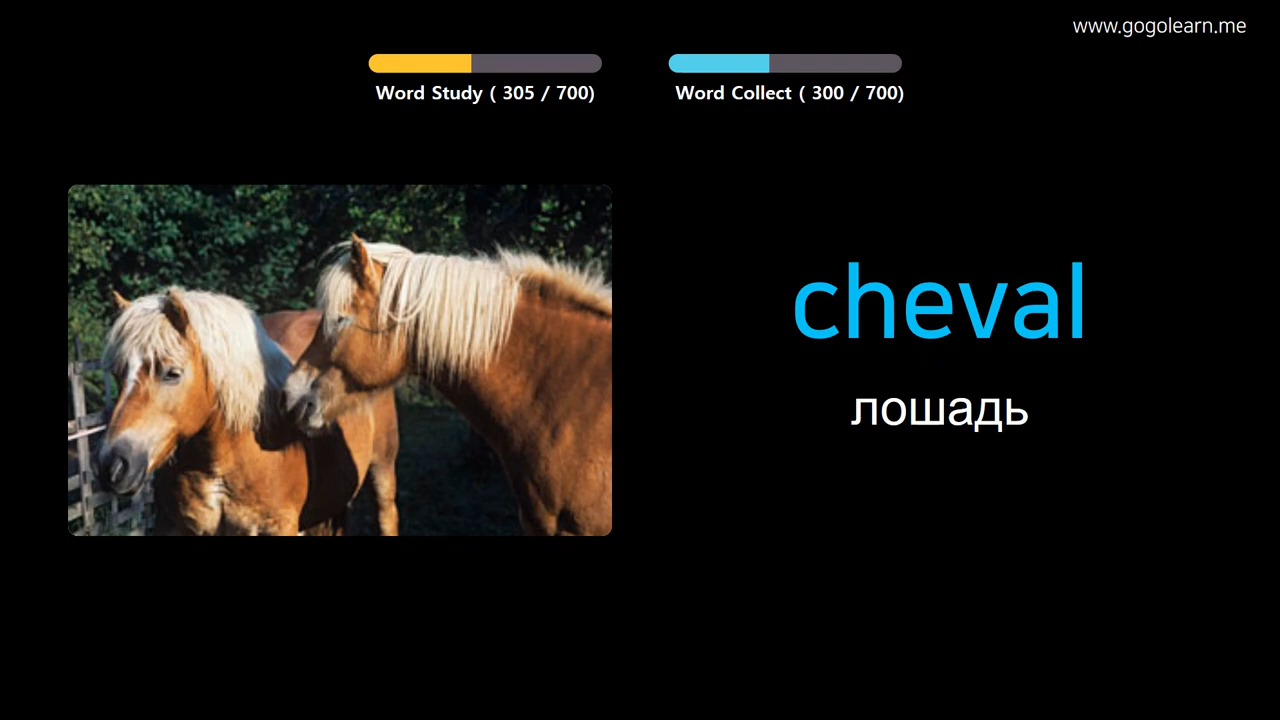 www.gogolearn.me
Word Study ( 305 / 700)
Word Collect ( 300 / 700)
cheval
лошадь